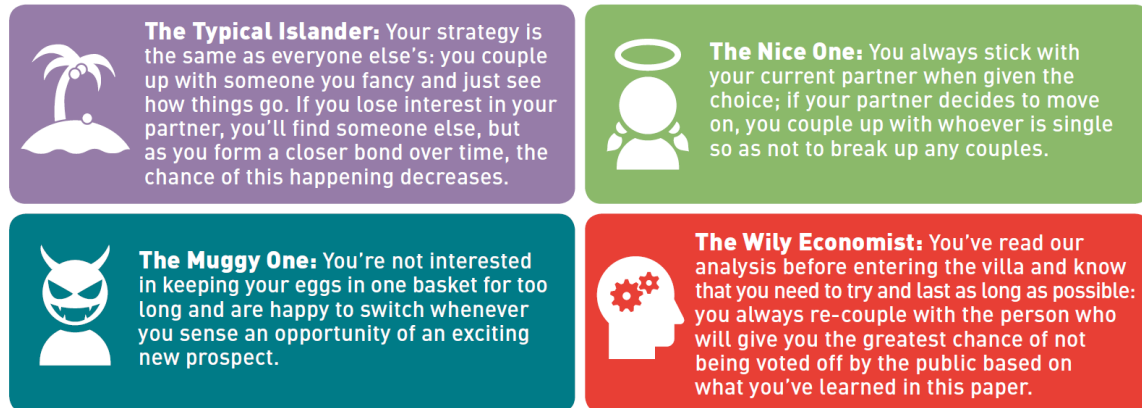 The Typical Islander: Your strategy is
the same as everyone else's: you couple
up with someone you fancy and just see
how things go. If you lose interest in your
partner, you'll find someone else, but
as you form a closer bond over time, the
chance of this happening decreases.
The Nice One: You always stick with
your current partner when given the
choice; if your partner decides to move
on, you couple up with whoever is single
so as not to break up any couples.
The Muggy One: You're not interested
in keeping your eggs in one basket for too
long and are happy to switch whenever
you sense an opportunity of an exciting
new prospect.
The Wily Economist: You've read our
analysis before entering the villa and know
that you need to try and last as long as possible:
you always re-couple with the person who
will give you the greatest chance of not
being voted off by the public based on
what you've learned in this paper.